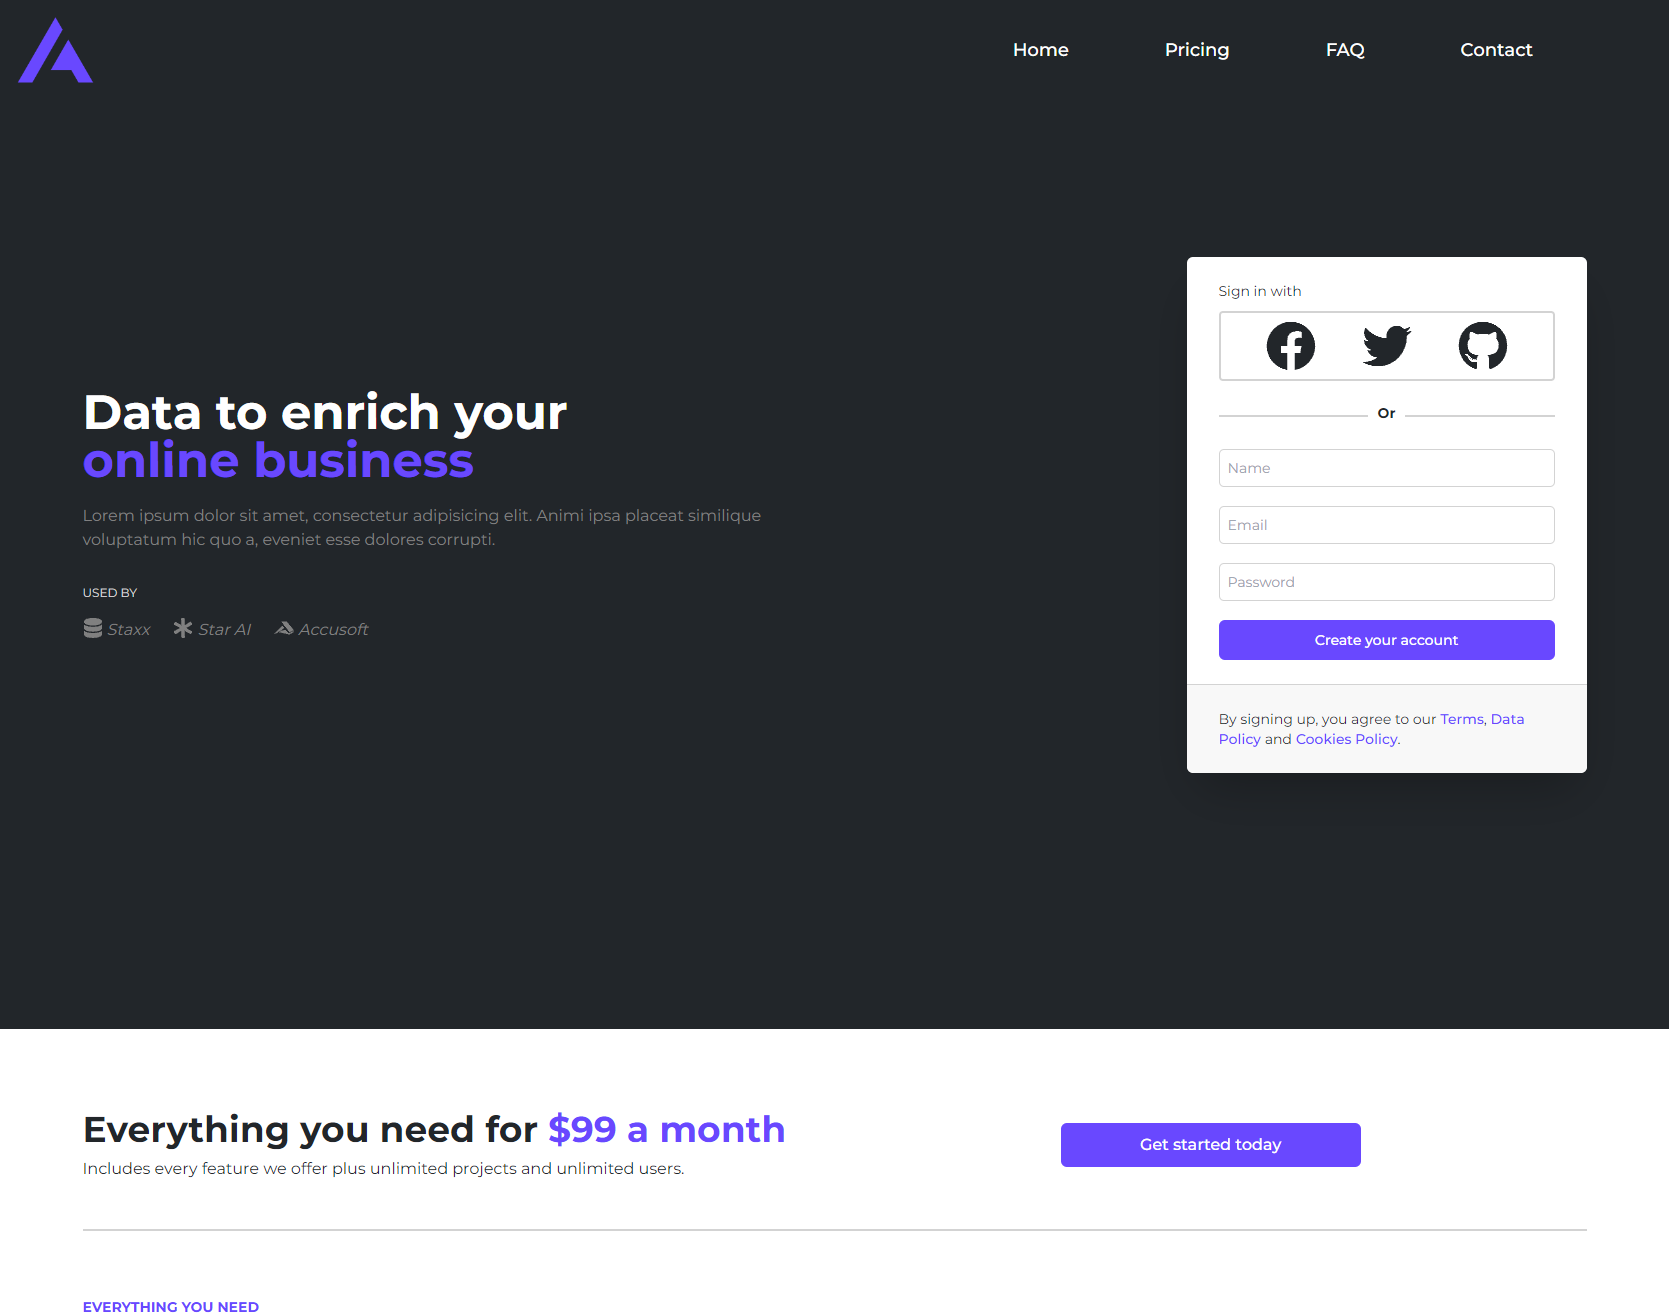 Home Pricing FAQ Contact
Data to enrich your
online business
Lorem ipsum dolor sit amet, consectetur adipisicing elit. Animi ipsa placeat similique
voluptatum hic quo a, eveniet esse dolores corrupti.
USED BY
Staxx Star AI Accusoft
Sign in with
Or
Name
Email
Password
Create your account
By signing up, you agree to our Terms, Data
Policy and Cookies Policy.
Everything you need for $99 a month
Includes every feature we offer plus unlimited projects and unlimited users.
Get started today
EVERYTHING YOU NEED